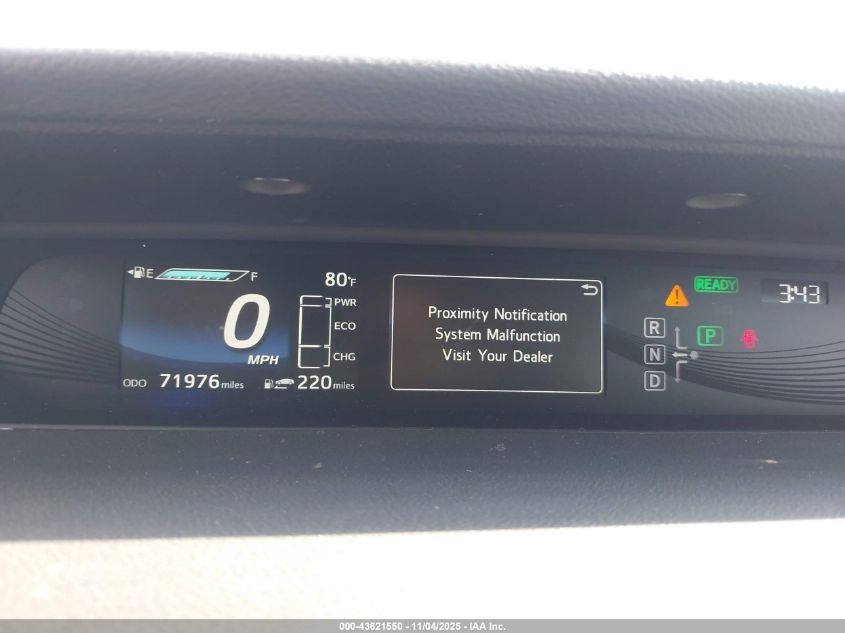 E F
80°F
0
MPH
PWR
ECO
CHG
ODO 71976 miles
220 miles
Proximity Notification
System Malfunction
Visit Your Dealer
READY
3:43
R
N
D
P
000-43621550 - 11/04/2025 - IAA Inc.